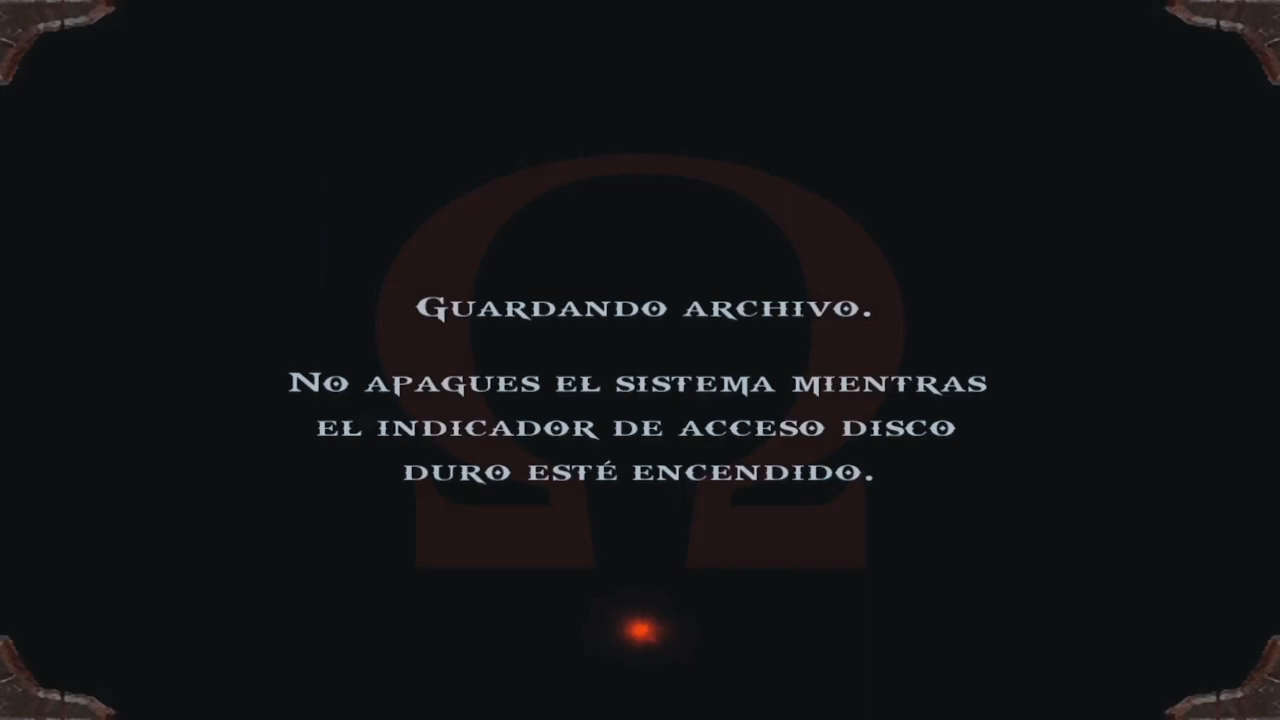 Guardando archivo.
No apagues el sistema mientras
el indicador de acceso disco
duro esté encendido.